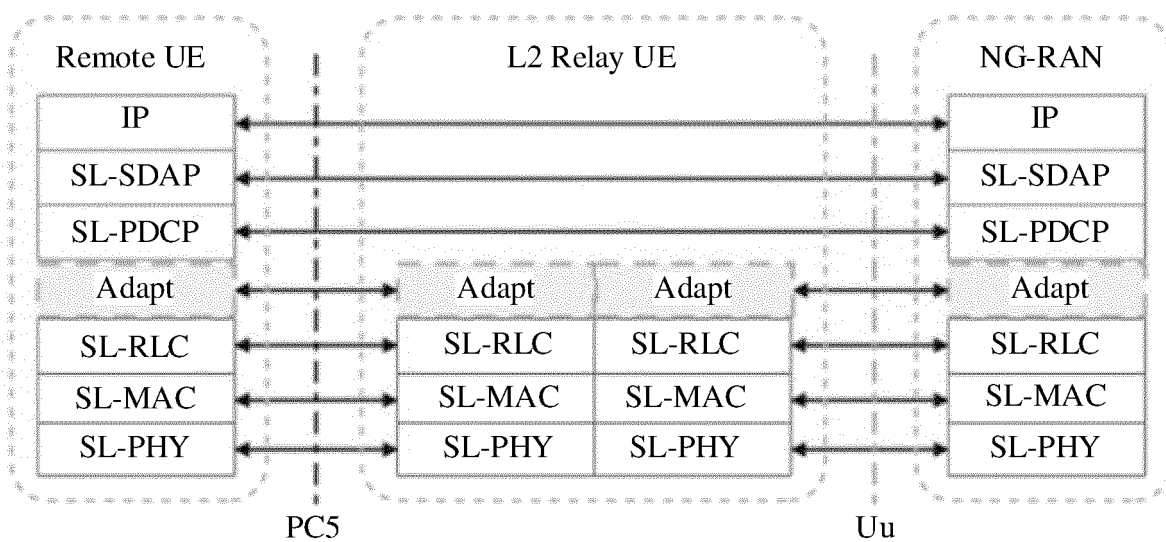 Remote UE L2 Relay UE NG-RAN
IP IP
SL-SDAP SL-SDAP
SL-PDCP SL-PDCP
Adapt Adapt Adapt Adapt
SL-RLC SL-RLC SL-RLC SL-RLC
SL-MAC SL-MAC SL-MAC SL-MAC
SL-PHY SL-PHY SL-PHY SL-PHY
PC5 Uu